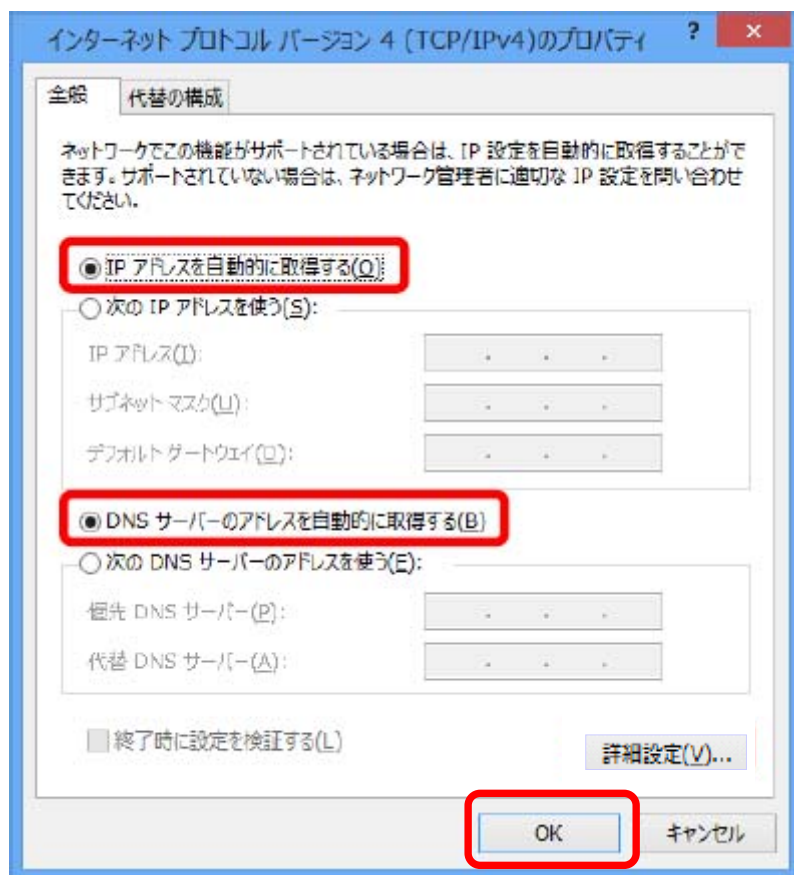 インターネット プロトコル バージョン 4 (TCP/IPv4)のプロパティ
?
×
全般
代替の構成
ネットワークでこの機能がサポートされている場合は、IP 設定を自動的に取得することがで
きます。サポートされていない場合は、ネットワーク管理者に適切な IP 設定を問い合わせ
てください。
IP アドレスを自動的に取得する(O)
次の IP アドレスを使う(S):
IP アドレス(I):
サブネット マスク(U):
デフォルト ゲートウェイ(D):
DNS サーバーのアドレスを自動的に取得する(B)
次の DNS サーバーのアドレスを使う(E):
優先 DNS サーバー(P):
代替 DNS サーバー(A):
終了時に設定を検証する(L)
詳細設定(V)...
OK
キャンセル